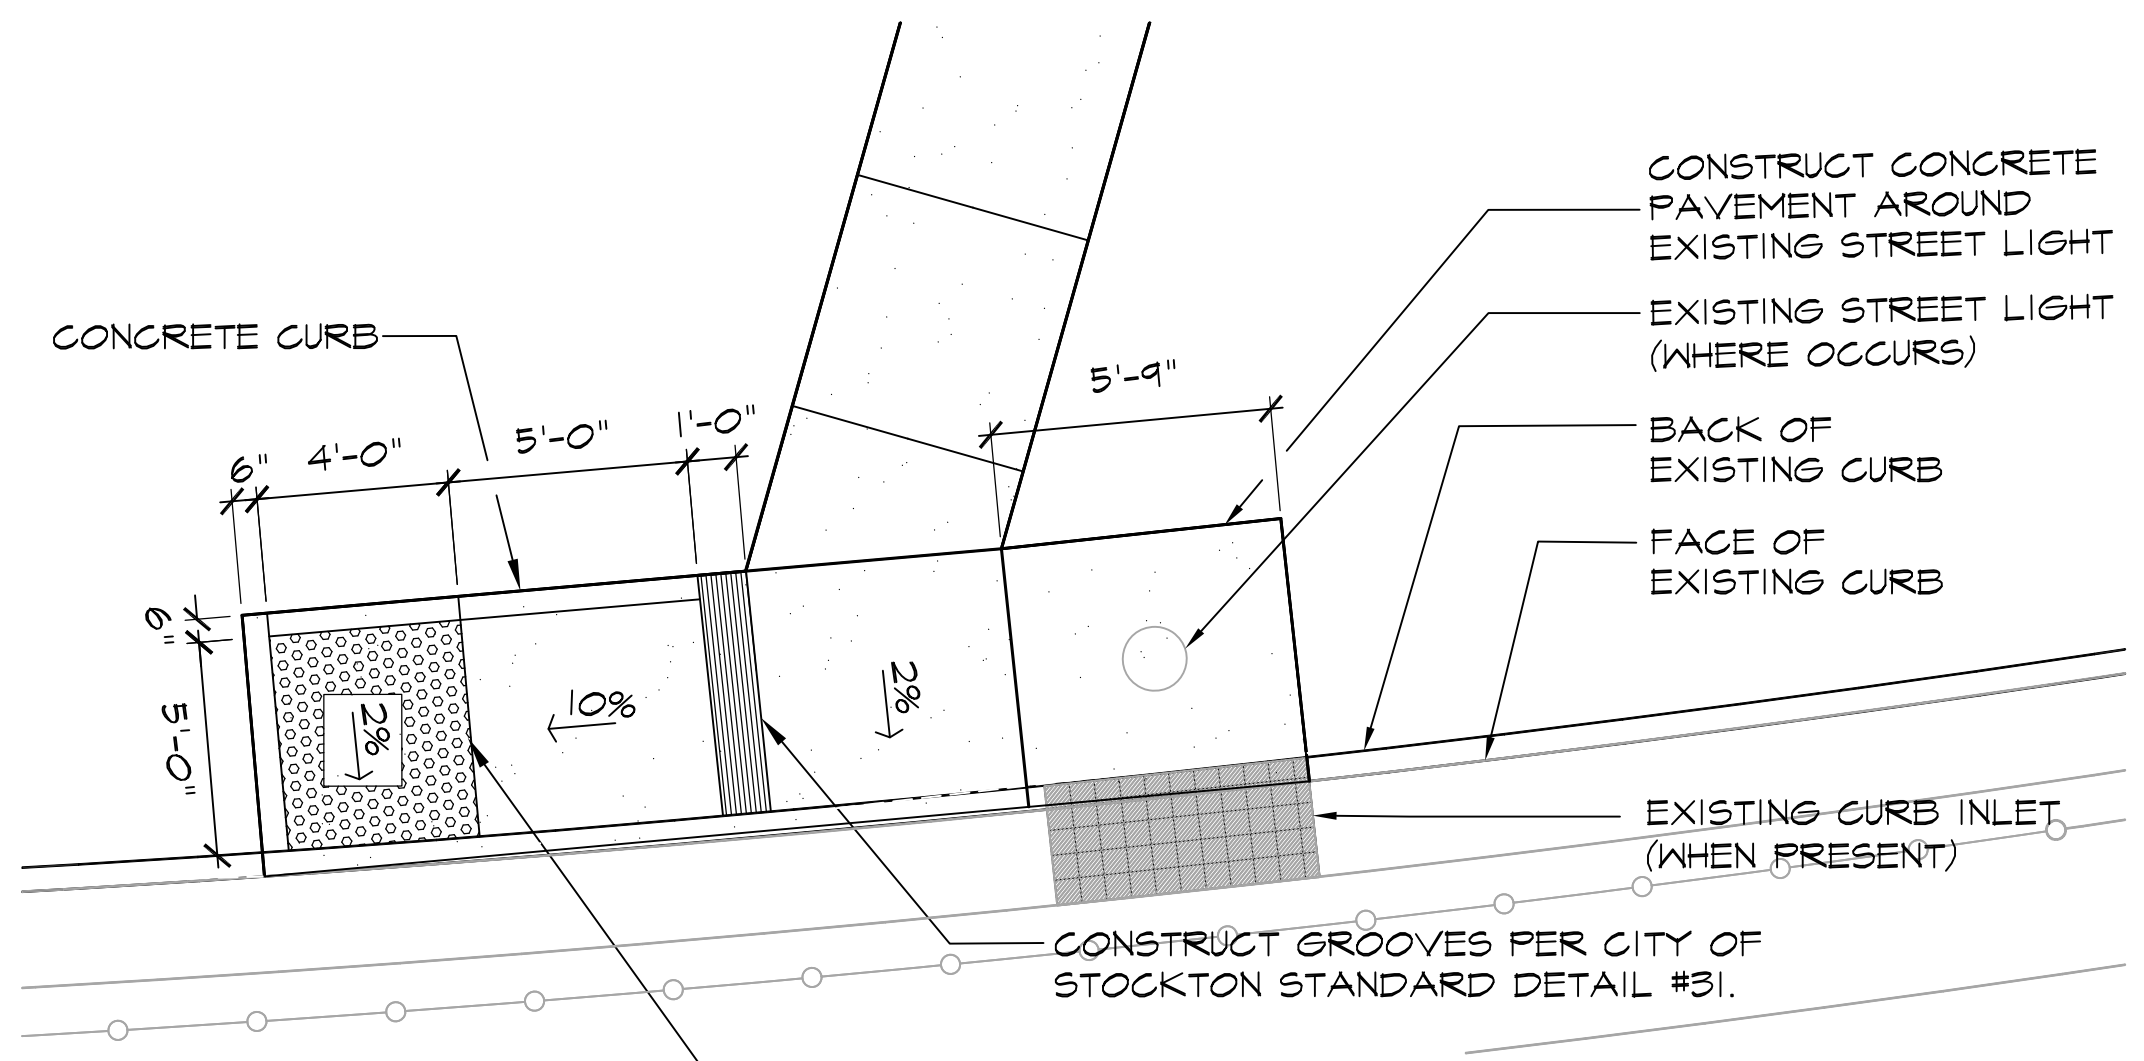 CONSTRUCT CONCRETE
PAVEMENT AROUND
EXISTING STREET LIGHT
EXISTING STREET LIGHT
(WHERE OCCURS)
CONCRETE CURB
5'-9"
1'-0"
5'-0"
4'-0"
6"
BACK OF
EXISTING CURB
FACE OF
EXISTING CURB
6"
5'-0"
2%
10%
2%
EXISTING CURB INLET
(WHEN PRESENT)
CONSTRUCT GROOVES PER CITY OF
STOCKTON STANDARD DETAIL #31.